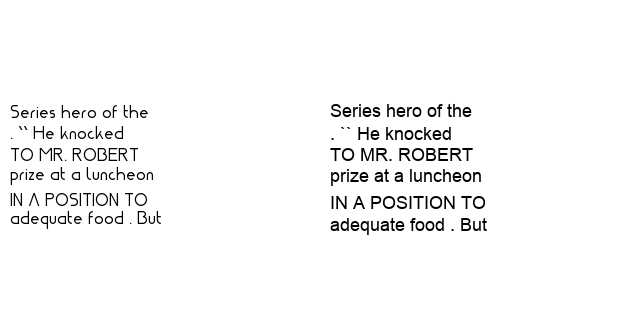 Series hero of the
. `` He knocked
TO MR. ROBERT
prize at a luncheon
IN A POSITION TO
adequate food . But
Series hero of the
. `` He knocked
TO MR. ROBERT
prize at a luncheon
IN A POSITION TO
adequate food . But